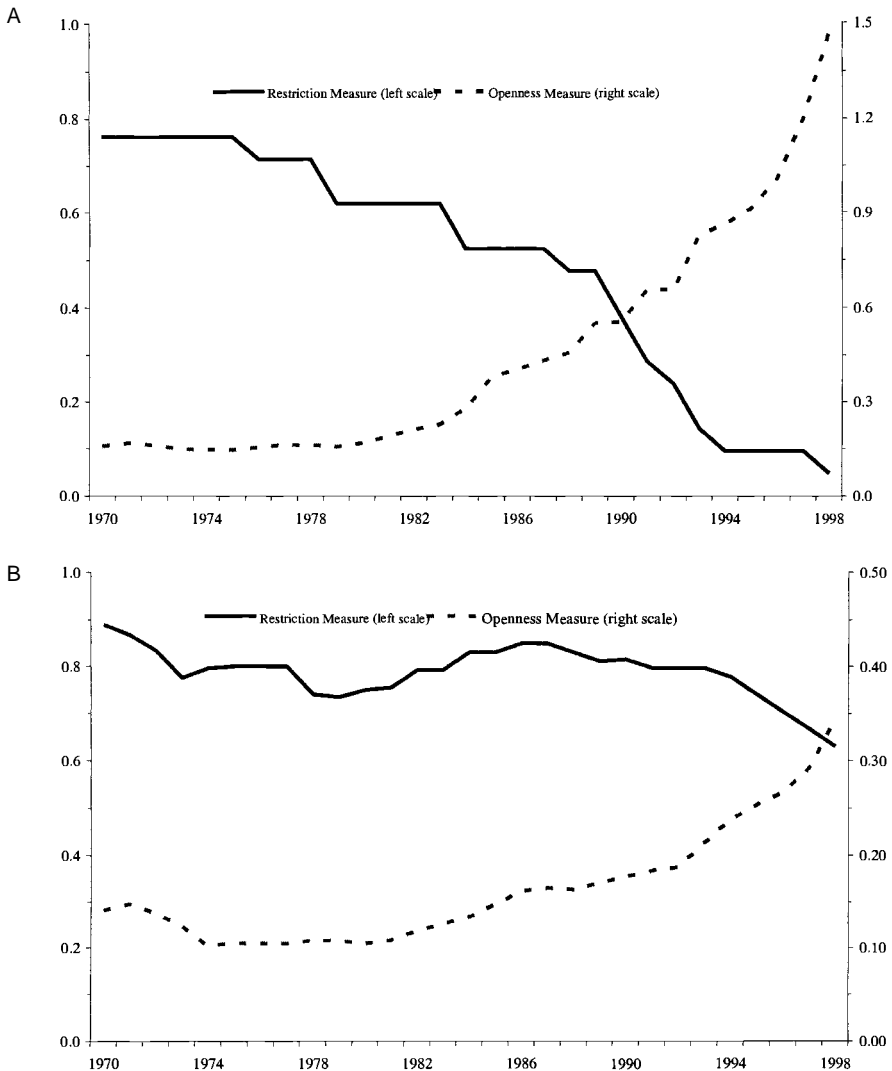 A
1.0 1.5
Restriction Measure (left scale) Openness Measure (right scale)
0.8 1.2
0.6 0.9
0.4 0.6
0.2 0.3
0.0 0.0
1970 1974 1978 1982 1986 1990 1994 1998
B
1.0 0.50
Restriction Measure (left scale) Openness Measure (right scale)
0.8 0.40
0.6 0.30
0.4 0.20
0.2 0.10
0.0 0.00
1970 1974 1978 1982 1986 1990 1994 1998